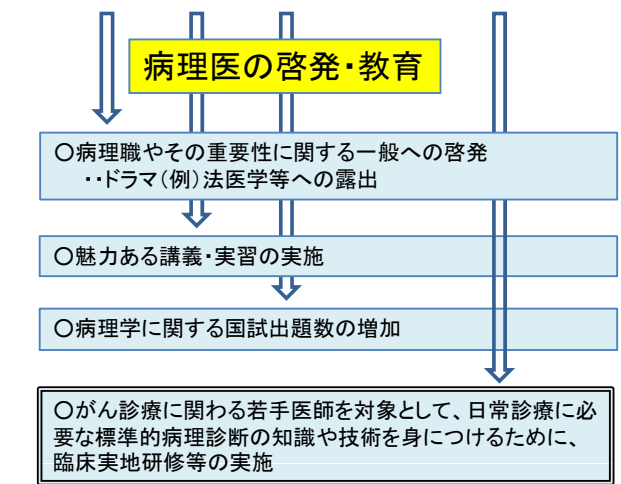 病理医の啓発・教育
〇病理職やその重要性に関する一般への啓発
・・ドラマ（例）法医学等への露出
〇魅力ある講義・実習の実施
〇病理学に関する国試出題数の増加
〇がん診療に関わる若手医師を対象として、日常診療に必
要な標準的病理診断の知識や技術を身につけるために、
臨床実地研修等の実施